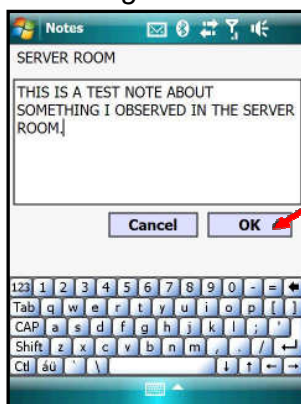 Notes
SERVER ROOM
THIS IS A TEST NOTE ABOUT
SOMETHING I OBSERVED IN THE SERVER
ROOM.
Cancel OK
123 1 2 3 4 5 6 7 8 9 0 - =
Tab q w e r t y u i o p [ ]
CAP a s d f g h j k l ; '
Shift z x c v b n m , . /
Ctl áü ` \